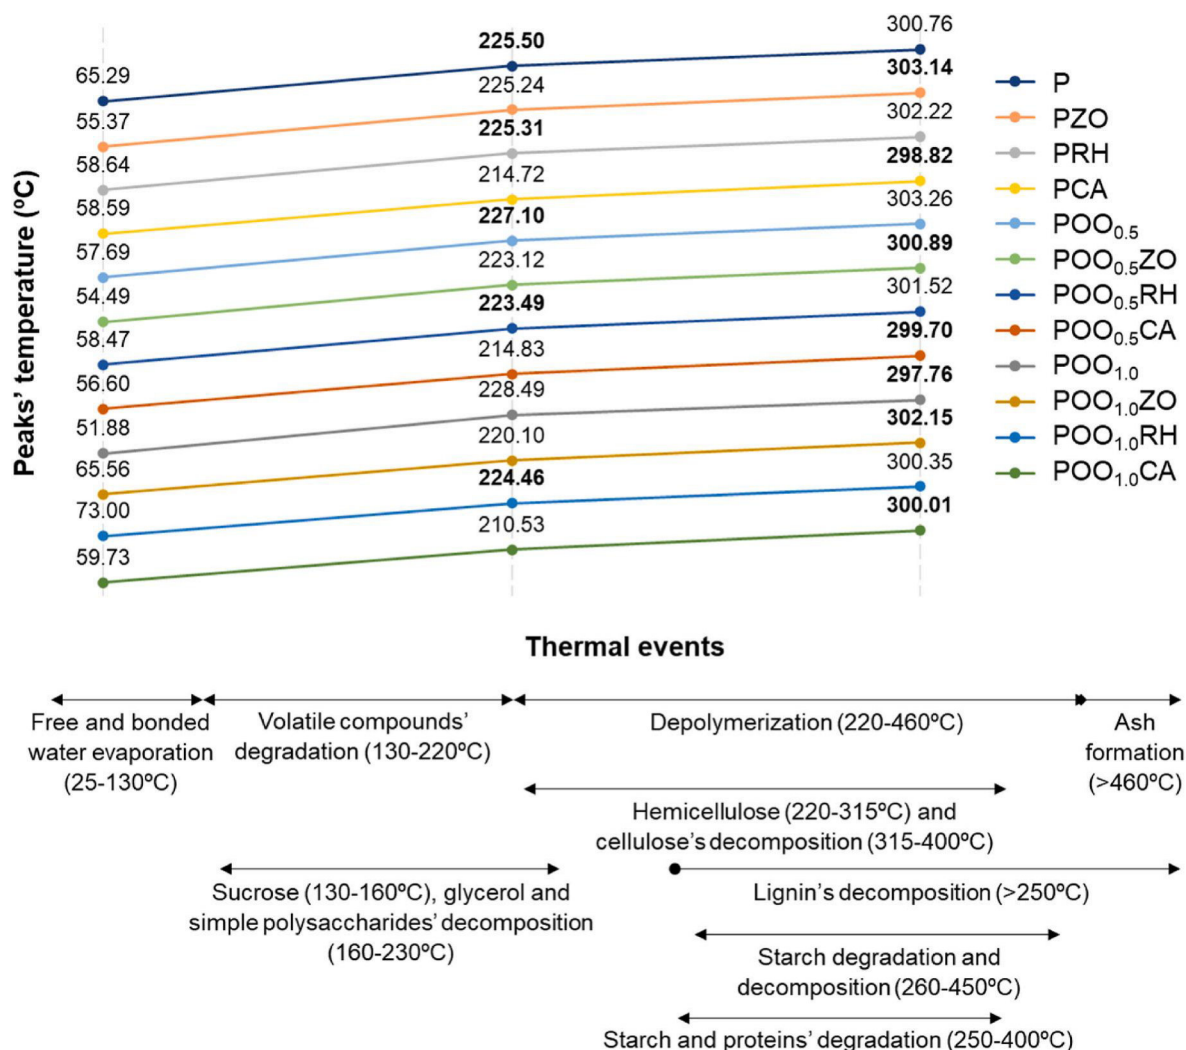 Peaks' temperature (ºC)
65.29
55.37
58.64
58.59
57.69
54.49
58.47
56.60
51.88
65.56
73.00
59.73
225.50
225.24
225.31
214.72
227.10
223.12
223.49
214.83
228.49
220.10
224.46
210.53
300.76
303.14
302.22
298.82
303.26
300.89
301.52
299.70
297.76
302.15
300.35
300.01
P
PZO
PRH
PCA
POO0.5
POO0.5ZO
POO0.5RH
POO0.5CA
POO1.0
POO1.0ZO
POO1.0RH
POO1.0CA
Thermal events
Free and bonded
water evaporation
(25-130ºC)
Volatile compounds'
degradation (130-220ºC)
Depolymerization (220-460ºC)
Ash
formation
(>460ºC)
Hemicellulose (220-315ºC) and
cellulose's decomposition (315-400ºC)
Sucrose (130-160ºC), glycerol and
simple polysaccharides' decomposition
(160-230ºC)
Lignin's decomposition (>250ºC)
Starch degradation and
decomposition (260-450ºC)
Starch and proteins' degradation (250-400ºC)